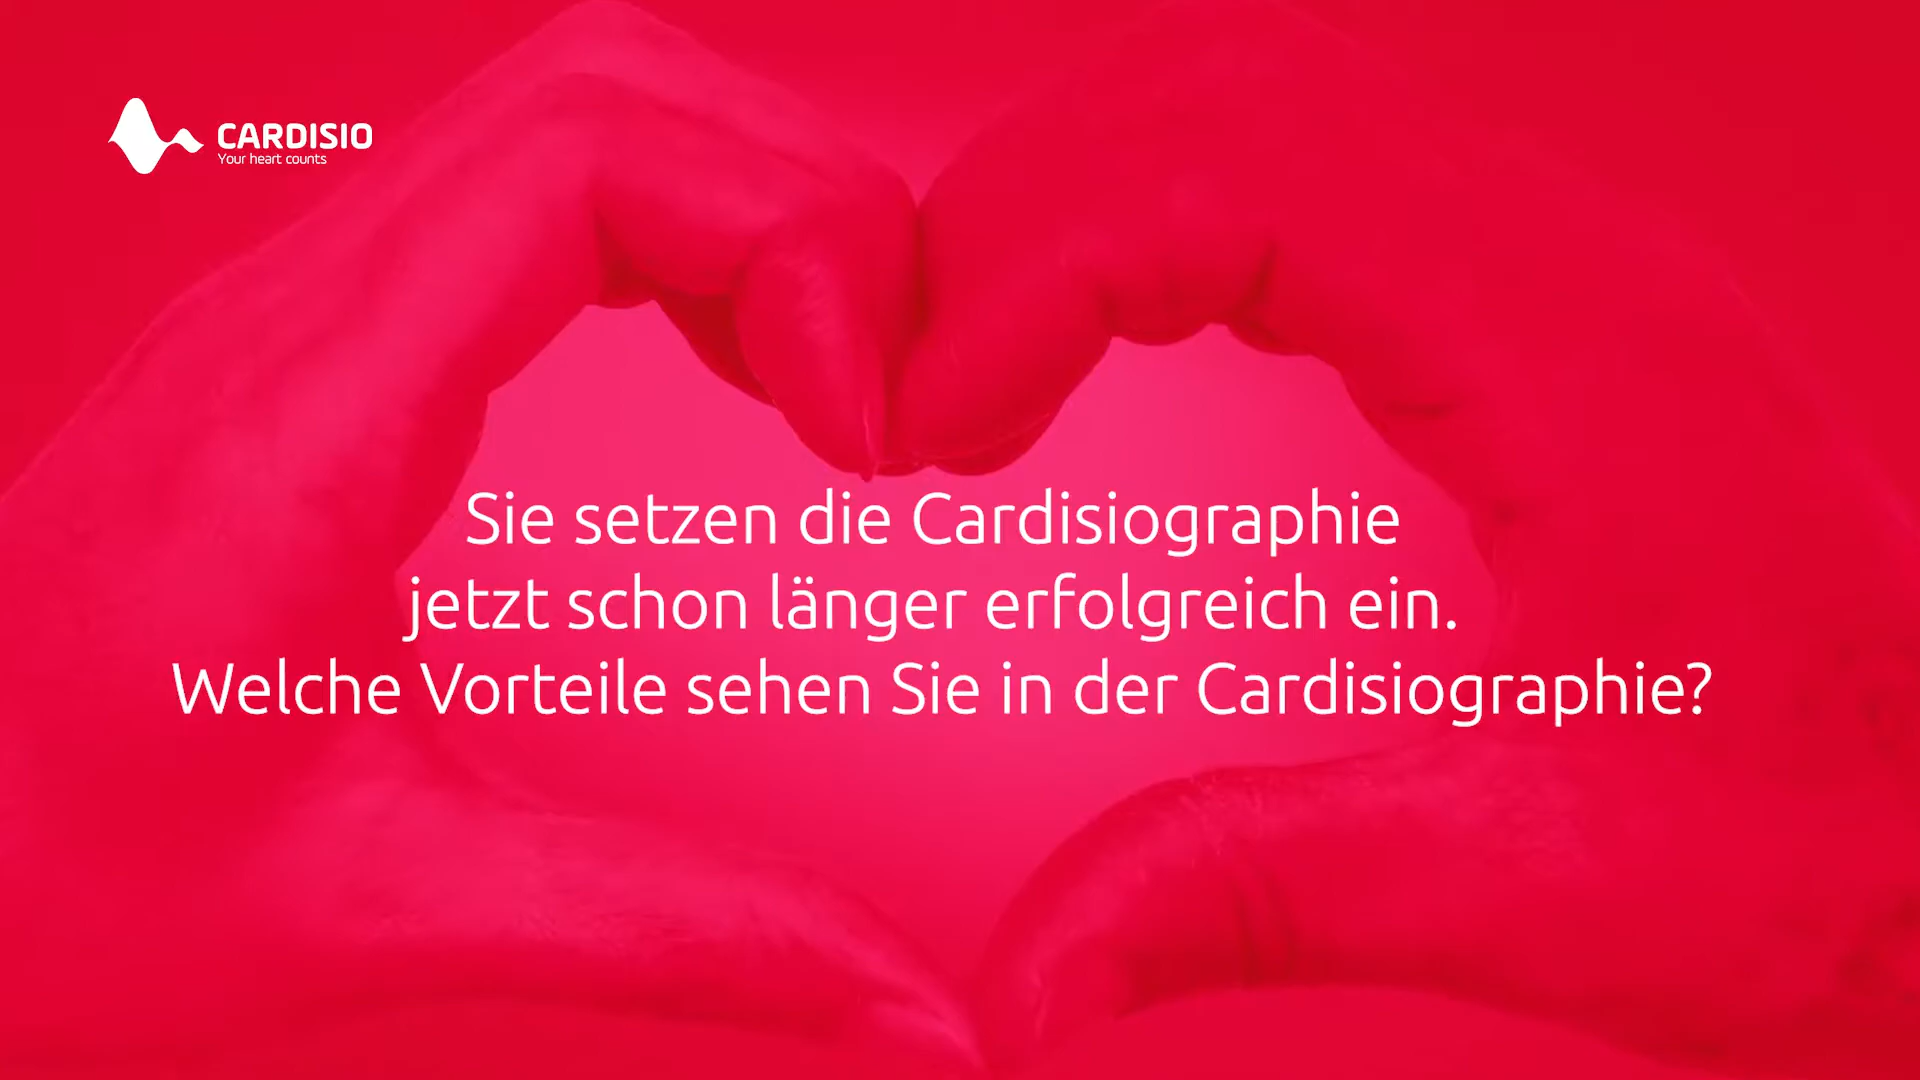 CARDISIO
Your heart counts
Sie setzen die Cardisiographie
jetzt schon länger erfolgreich ein.
Welche Vorteile sehen Sie in der Cardisiographie?